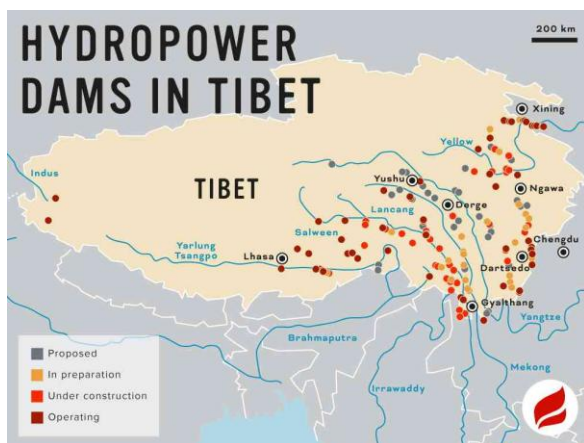 HYDROPOWER
DAMS IN TIBET
200 km
Xining
Yellow
Indus
Yushu
Ngawa
TIBET
Derge
Lancang
Salween
Chengdu
Yarlung
Tsangpo
Lhasa
Dartsedo
Gyalthang
Yangtze
Brahmaputra
Proposed
In preparation
Under construction
Operating
Mekong
Irrawaddy